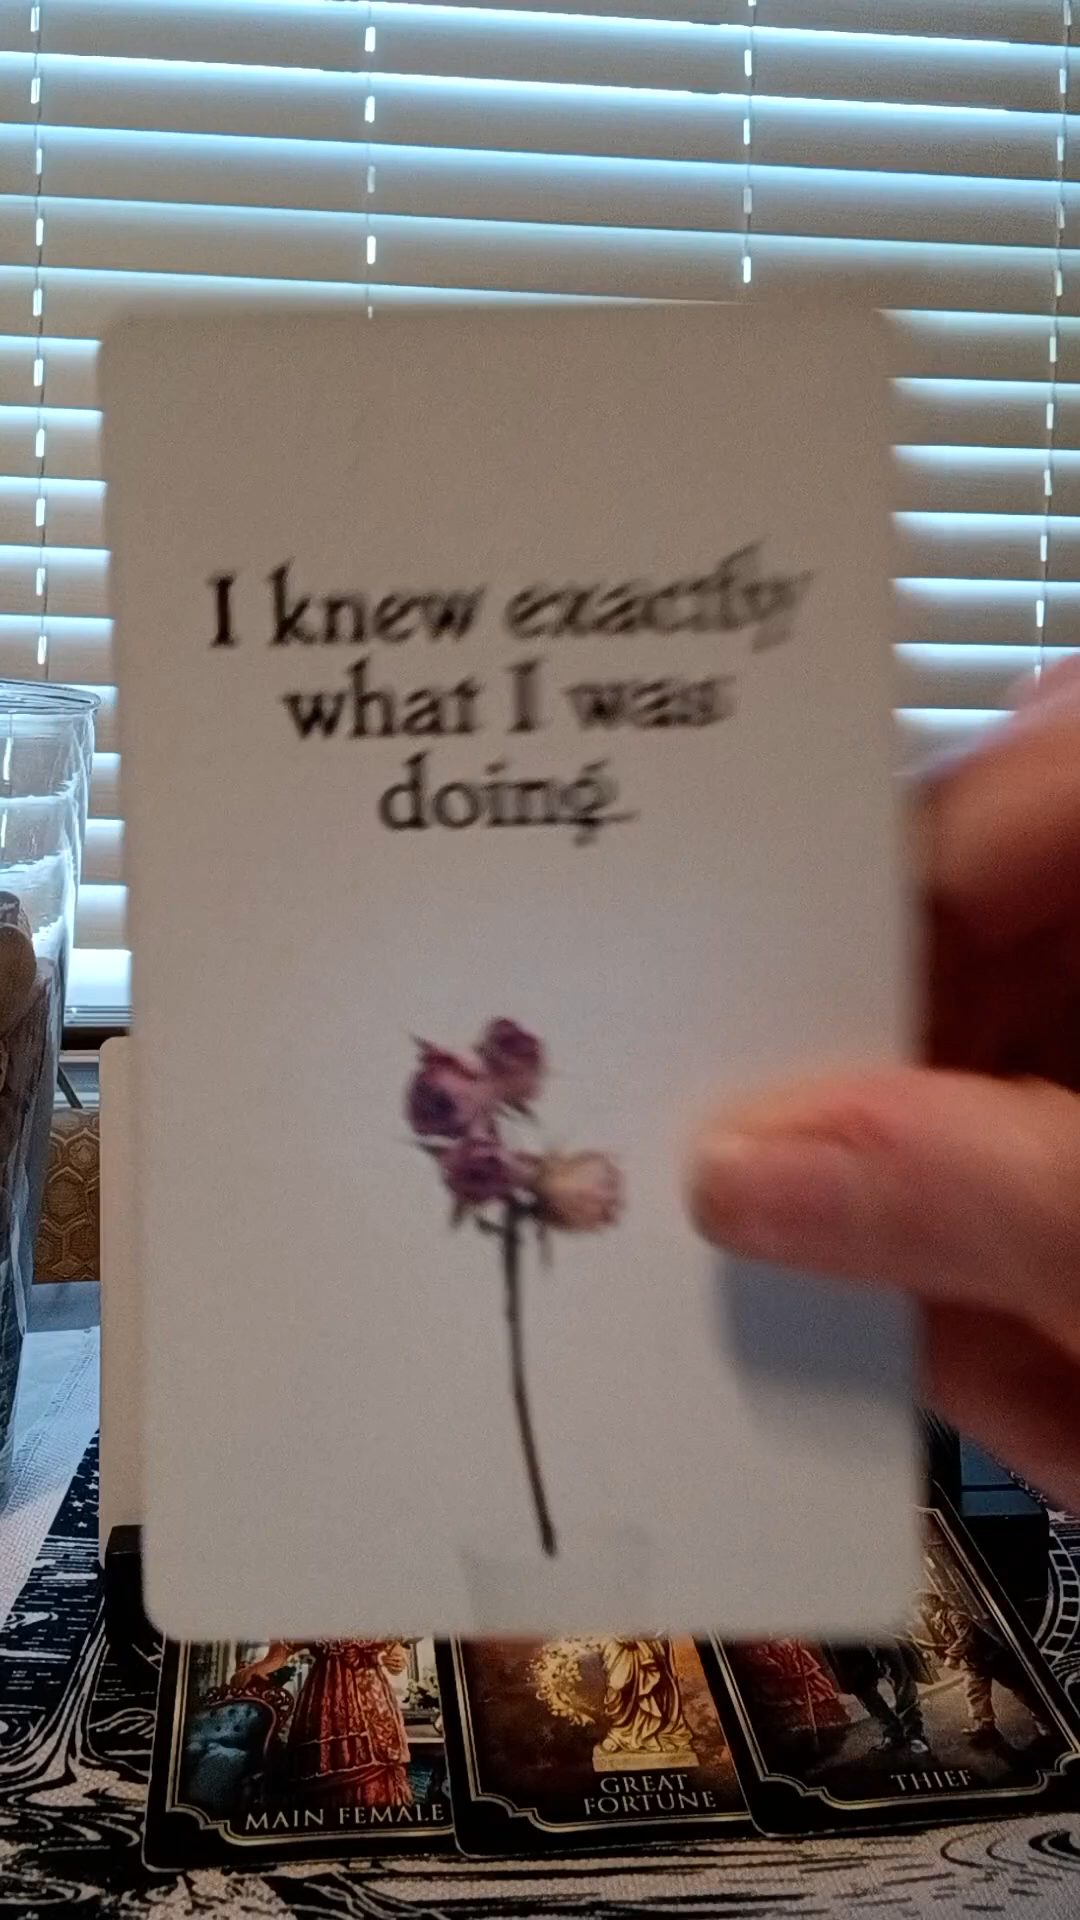 I knew exactly
what I was
doing.
MAIN FEMALE
GREAT
FORTUNE
THIEF